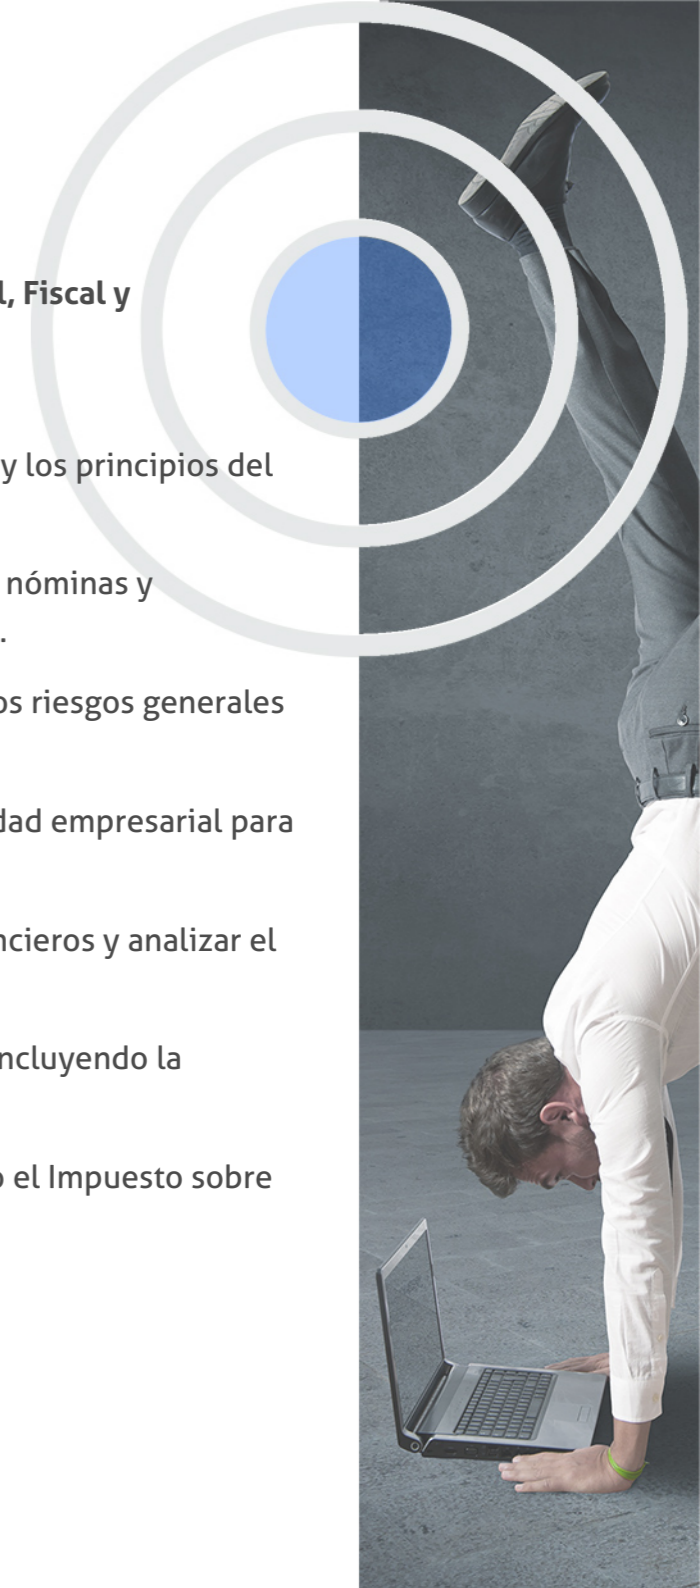 l, Fiscal y
y los principios del
nóminas y
.
os riesgos generales
dad empresarial para
ncieros y analizar el
ncluyendo la
o el Impuesto sobre